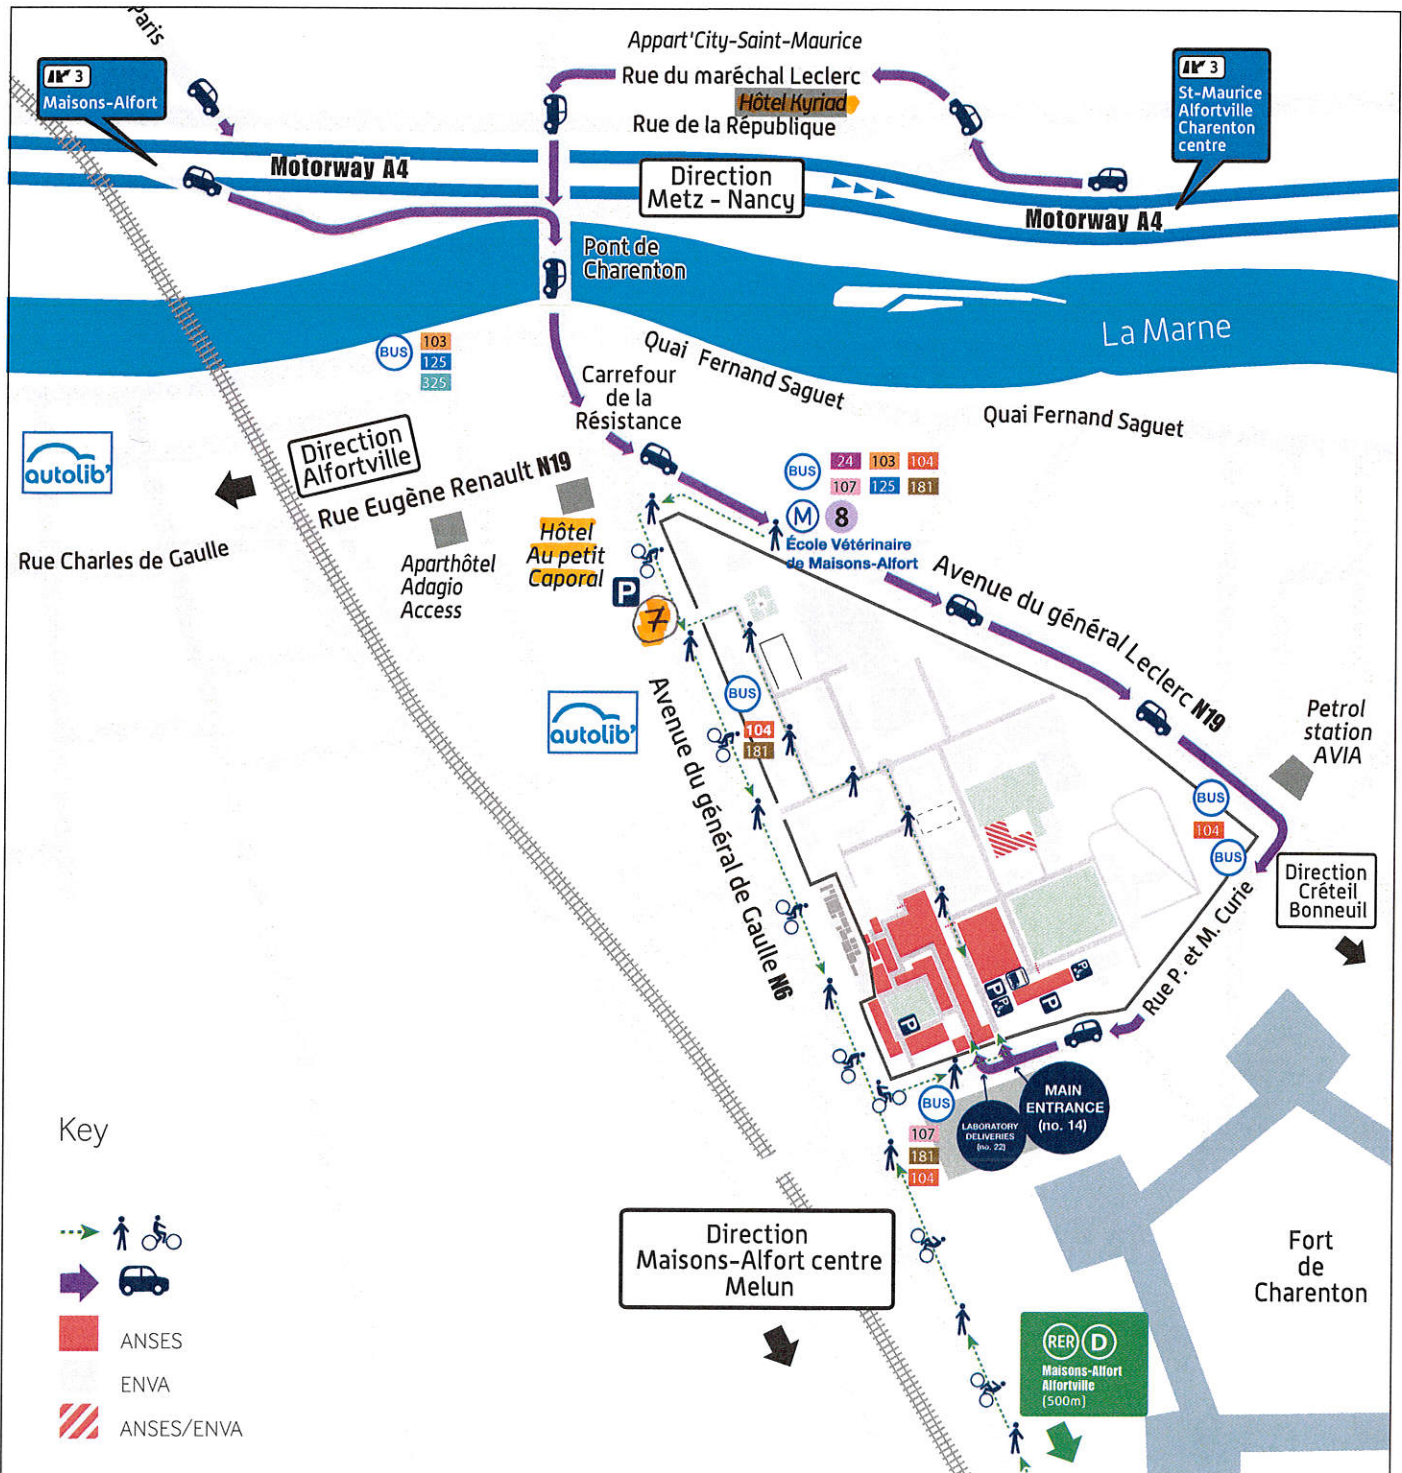 Paris
3
Maisons-Alfort
Appart'City-Saint-Maurice
Rue du maréchal Leclerc
Hôtel Kyriad
Rue de la République
3
St-Maurice
Alfortville
Charenton
centre
Motorway A4
Direction
Metz - Nancy
Motorway A4
Pont de
Charenton
La Marne
BUS
103
125
325
Quai Fernand Saguet
Quai Fernand Saguet
Carrefour
de la
Résistance
autolib'
Direction
Alfortville
Rue Eugène Renault N19
Rue Charles de Gaulle
Aparthôtel
Adagio
Access
Hôtel
Au petit
Caporal
P
7
BUS
24 103 104
107 125 181
M 8
École Vétérinaire
de Maisons-Alfort
Avenue du général Leclerc N19
autolib'
BUS
104
181
Avenue du général de Gaulle N6
Petrol
station
AVIA
BUS
104
BUS
Direction
Créteil
Bonneuil
Rue P. et M. Curie
P
P
P
P
P
BUS
107
181
104
LABORATORY
DELIVERIES
(no. 22)
MAIN
ENTRANCE
(no. 14)
Key
ANSES
ENVA
ANSES/ENVA
Direction
Maisons-Alfort centre
Melun
Fort
de
Charenton
RER D
Maisons-Alfort
Alfortville
(500m)